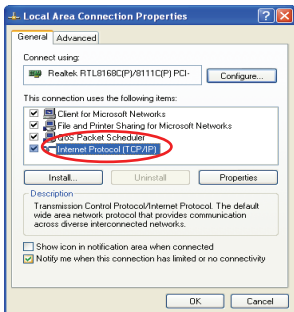 Local Area Connection Properties
General Advanced
Connect using:
Realtek RTL8168C(P)/8111C(P) PCI-
Configure...
This connection uses the following items:
Client for Microsoft Networks
File and Printer Sharing for Microsoft Networks
QoS Packet Scheduler
Internet Protocol (TCP/IP)
Install... Uninstall Properties
Description
Transmission Control Protocol/Internet Protocol. The default
wide area network protocol that provides communication
across diverse interconnected networks.
Show icon in notification area when connected
Notify me when this connection has limited or no connectivity
OK Cancel